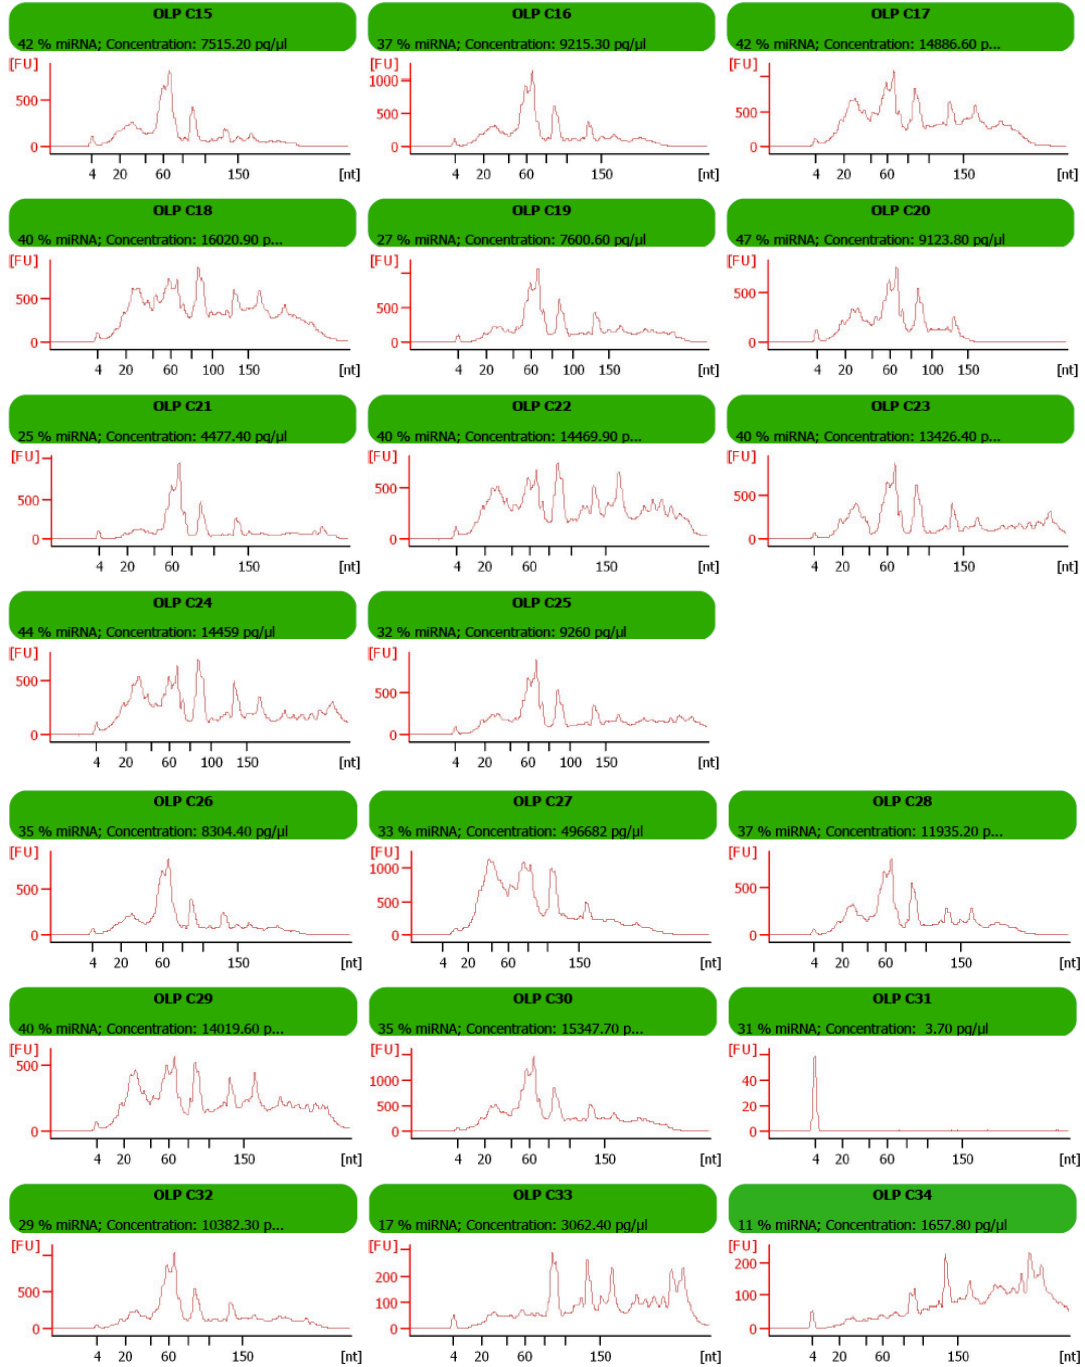 OLP C15
42 % miRNA; Concentration: 7515.20 pg/µl
[FU]
500
0
4 20 60 150 [nt]
OLP C16
37 % miRNA; Concentration: 9215.30 pg/µl
[FU]
1000
500
0
4 20 60 150 [nt]
OLP C17
42 % miRNA; Concentration: 14886.60 p...
[FU]
500
0
4 20 60 150 [nt]
OLP C18
40 % miRNA; Concentration: 16020.90 p...
[FU]
500
0
4 20 60 100 150 [nt]
OLP C19
27 % miRNA; Concentration: 7600.60 pg/µl
[FU]
500
0
4 20 60 100 150 [nt]
OLP C20
47 % miRNA; Concentration: 9123.80 pg/µl
[FU]
500
0
4 20 60 100 150 [nt]
OLP C21
25 % miRNA; Concentration: 4477.40 pg/µl
[FU]
500
0
4 20 60 150 [nt]
OLP C22
40 % miRNA; Concentration: 14469.90 p...
[FU]
500
0
4 20 60 150 [nt]
OLP C23
40 % miRNA; Concentration: 13426.40 p...
[FU]
500
0
4 20 60 150 [nt]
OLP C24
44 % miRNA; Concentration: 14459 pg/µl
[FU]
500
0
4 20 60 100 150 [nt]
OLP C25
32 % miRNA; Concentration: 9260 pg/µl
[FU]
500
0
4 20 60 100 150 [nt]
OLP C26
35 % miRNA; Concentration: 8304.40 pg/µl
[FU]
500
0
4 20 60 150 [nt]
OLP C27
33 % miRNA; Concentration: 496682 pg/µl
[FU]
1000
500
0
4 20 60 150 [nt]
OLP C28
37 % miRNA; Concentration: 11935.20 p...
[FU]
500
0
4 20 60 150 [nt]
OLP C29
40 % miRNA; Concentration: 14019.60 p...
[FU]
500
0
4 20 60 150 [nt]
OLP C30
35 % miRNA; Concentration: 15347.70 p...
[FU]
1000
500
0
4 20 60 150 [nt]
OLP C31
31 % miRNA; Concentration: 3.70 pg/µl
[FU]
40
20
0
4 20 60 150 [nt]
OLP C32
29 % miRNA; Concentration: 10382.30 p...
[FU]
500
0
4 20 60 150 [nt]
OLP C33
17 % miRNA; Concentration: 3062.40 pg/µl
[FU]
200
100
0
4 20 60 150 [nt]
OLP C34
11 % miRNA; Concentration: 1657.80 pg/µl
[FU]
200
100
0
4 20 60 150 [nt]